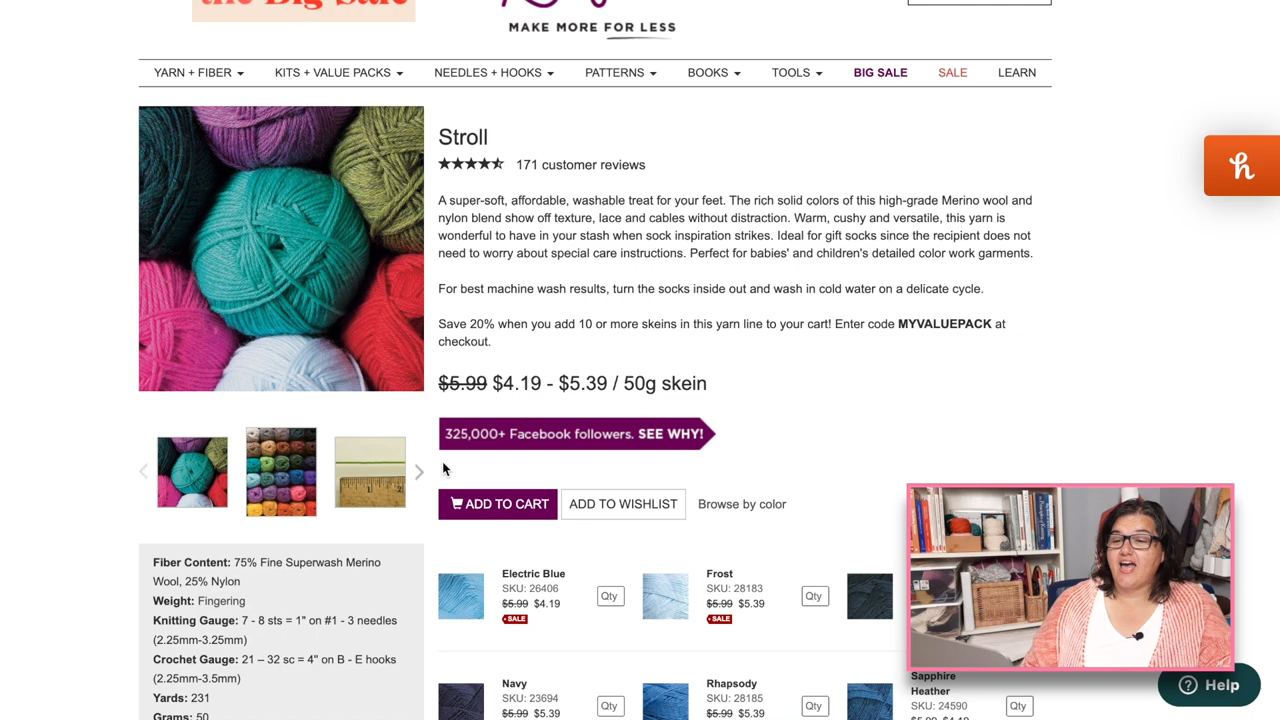 the Big Sale
MAKE MORE FOR LESS
YARN + FIBER
KITS + VALUE PACKS
NEEDLES + HOOKS
PATTERNS
BOOKS
TOOLS
BIG SALE
SALE
LEARN
Stroll
171 customer reviews
A super-soft, affordable, washable treat for your feet. The rich solid colors of this high-grade Merino wool and
nylon blend show off texture, lace and cables without distraction. Warm, cushy and versatile, this yarn is
wonderful to have in your stash when sock inspiration strikes. Ideal for gift socks since the recipient does not
need to worry about special care instructions. Perfect for babies' and children's detailed color work garments.
For best machine wash results, turn the socks inside out and wash in cold water on a delicate cycle.
Save 20% when you add 10 or more skeins in this yarn line to your cart! Enter code MYVALUEPACK at
checkout.
$5.99 $4.19 - $5.39 / 50g skein
325,000+ Facebook followers. SEE WHY!
ADD TO CART
ADD TO WISHLIST
Browse by color
Fiber Content: 75% Fine Superwash Merino
Wool, 25% Nylon
Weight: Fingering
Knitting Gauge: 7 - 8 sts = 1" on #1 - 3 needles
(2.25mm-3.25mm)
Crochet Gauge: 21 – 32 sc = 4" on B - E hooks
(2.25mm-3.5mm)
Yards: 231
Grams: 50
Electric Blue
SKU: 26406
$5.99 $4.19
SALE
Qty
Frost
SKU: 28183
$5.99 $5.39
SALE
Qty
Navy
SKU: 23694
$5.99 $5.39
Qty
Rhapsody
SKU: 28185
$5.99 $5.39
Qty
Sapphire
Heather
SKU: 24590
$5.99 $4.19
Qty
Help